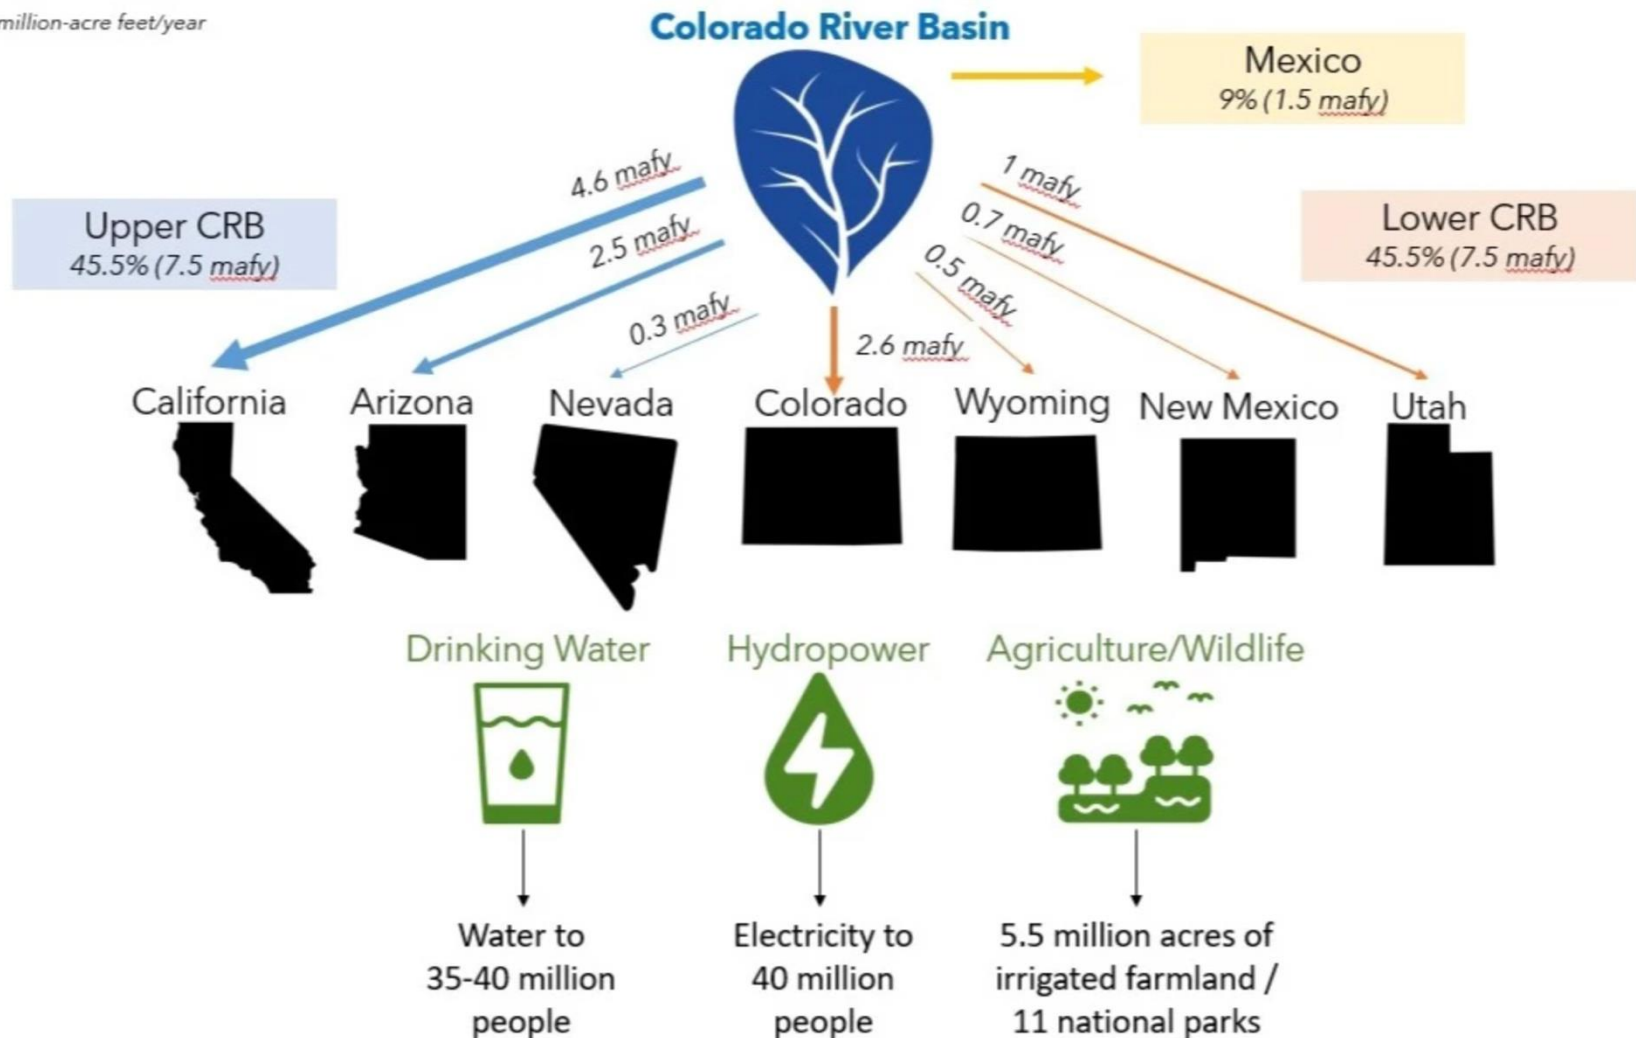 million-acre feet/year
Colorado River Basin
Mexico
9% (1.5 mafy)
4.6 mafy
1 mafy
Upper CRB
45.5% (7.5 mafy)
2.5 mafy
0.7 mafy
Lower CRB
45.5% (7.5 mafy)
0.3 mafy
0.5 mafy
2.6 mafy
California
Arizona
Nevada
Colorado
Wyoming
New Mexico
Utah
Drinking Water
Hydropower
Agriculture/Wildlife
Water to
35-40 million
people
Electricity to
40 million
people
5.5 million acres of
irrigated farmland /
11 national parks